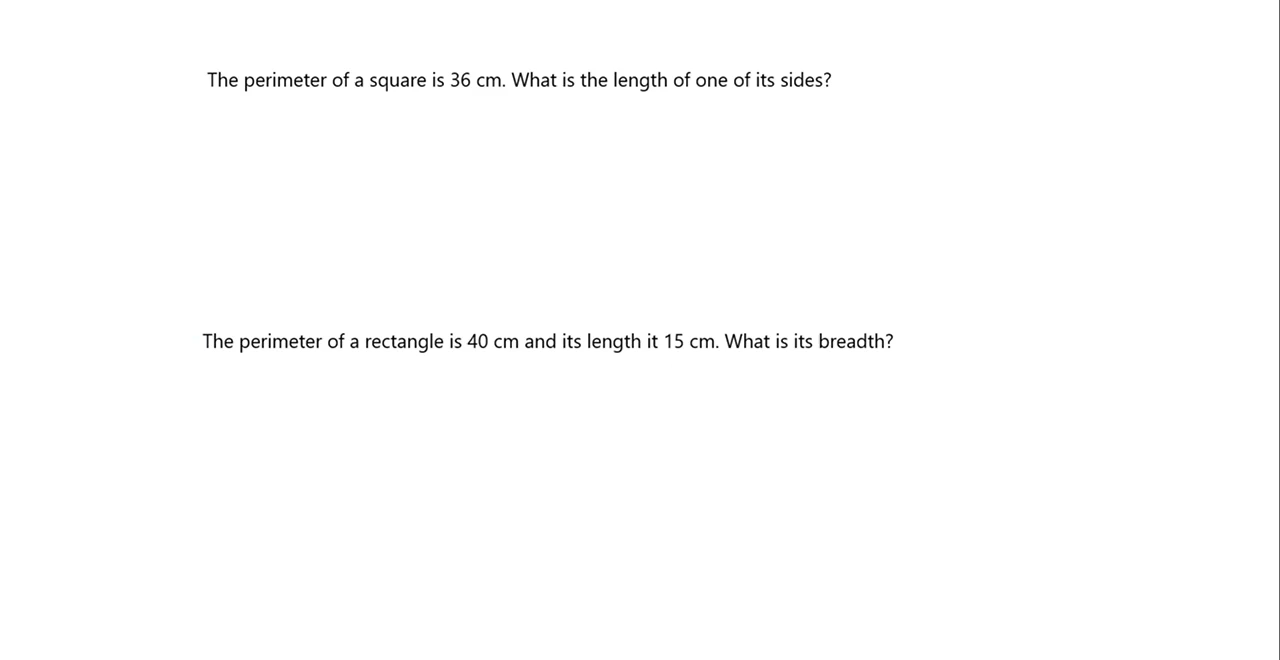 The perimeter of a square is 36 cm. What is the length of one of its sides?
The perimeter of a rectangle is 40 cm and its length it 15 cm. What is its breadth?